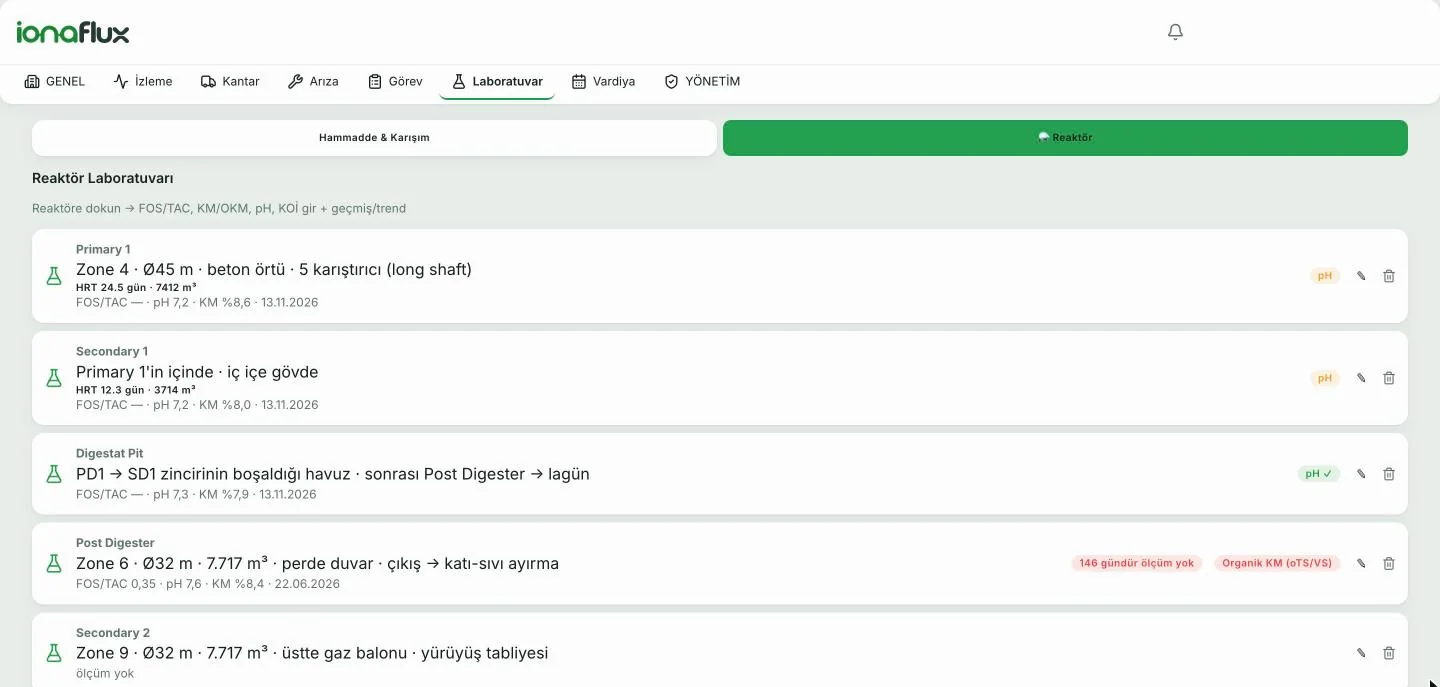 ionaflux
GENEL İzleme Kantar Arıza Görev Laboratuvar Vardiya YÖNETİM
Hammadde & Karışım Reaktör
Reaktör Laboratuvarı
Reaktöre dokun → FOS/TAC, KM/OKM, pH, KOİ gir + geçmiş/trend
Primary 1
Zone 4 · Ø45 m · beton örtü · 5 karıştırıcı (long shaft)
HRT 24.5 gün · 7412 m³
FOS/TAC — · pH 7,2 · KM %8,6 · 13.11.2026
pH
Secondary 1
Primary 1'in içinde · iç içe gövde
HRT 12.3 gün · 3714 m³
FOS/TAC — · pH 7,2 · KM %8,0 · 13.11.2026
pH
Digestat Pit
PD1 → SD1 zincirinin boşaldığı havuz · sonrası Post Digester → lagün
FOS/TAC — · pH 7,3 · KM %7,9 · 13.11.2026
pH ✓
Post Digester
Zone 6 · Ø32 m · 7.717 m³ · perde duvar · çıkış → katı-sıvı ayırma
FOS/TAC 0,35 · pH 7,6 · KM %8,4 · 22.06.2026
146 gündür ölçüm yok Organik KM (oTS/VS)
Secondary 2
Zone 9 · Ø32 m · 7.717 m³ · üstte gaz balonu · yürüyüş tabliyesi
ölçüm yok